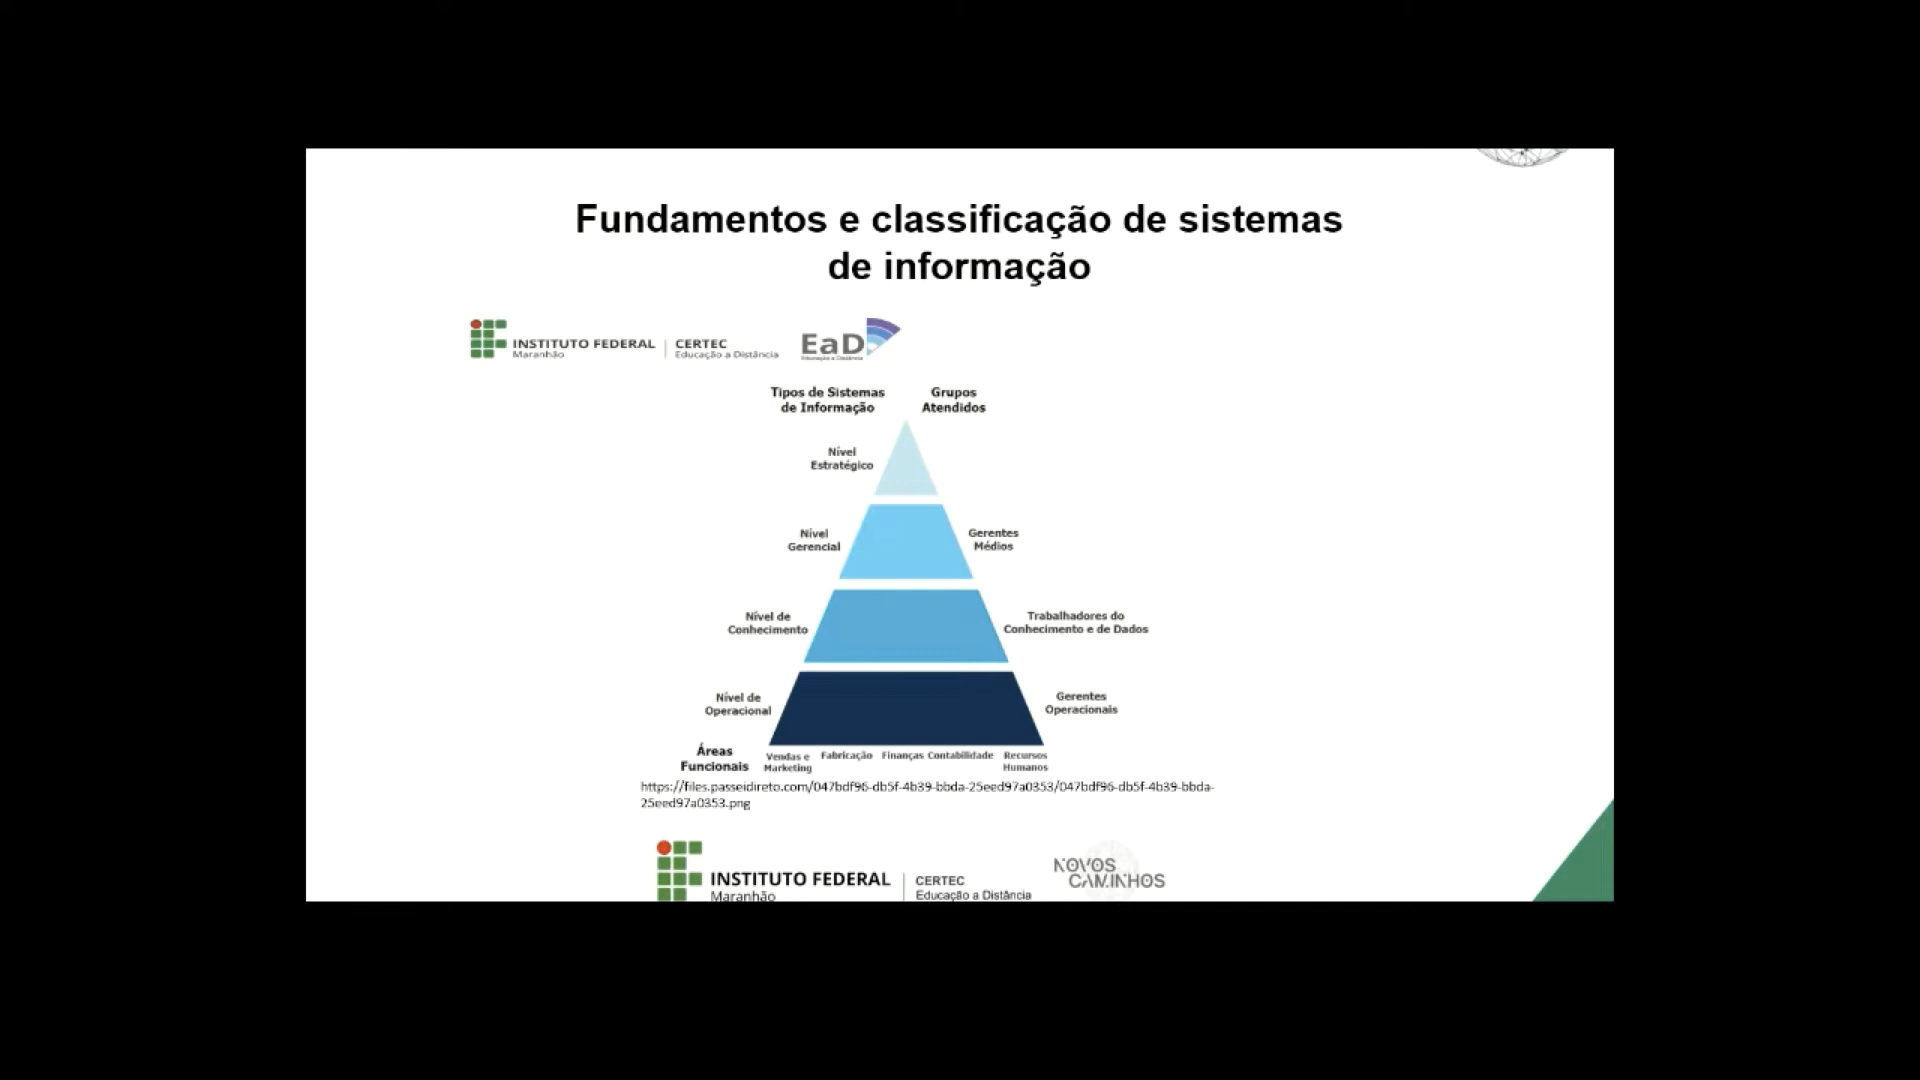 Fundamentos e classificação de sistemas
de informação
INSTITUTO FEDERAL
Maranhão
CERTEC
Educação a Distância
EaD
Educação a Distância
Tipos de Sistemas
de Informação
Grupos
Atendidos
Nível
Estratégico
Nível
Gerencial
Gerentes
Médios
Nível de
Conhecimento
Trabalhadores do
Conhecimento e de Dados
Nível de
Operacional
Gerentes
Operacionais
Áreas
Funcionais
Vendas e
Marketing
Fabricação
Finanças
Contabilidade
Recursos
Humanos
https://files.passeidireto.com/047bdf96-db5f-4b39-bbda-25eed97a0353/047bdf96-db5f-4b39-bbda-
25eed97a0353.png
INSTITUTO FEDERAL
Maranhão
CERTEC
Educação a Distância
NOVOS
CAMINHOS